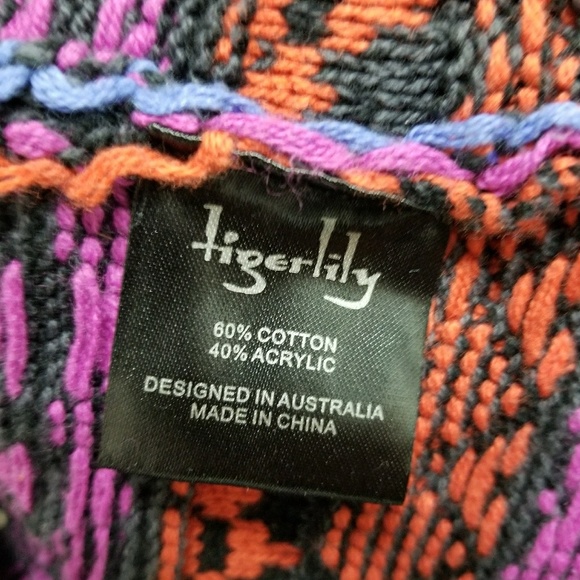 tigerlily
60% COTTON
40% ACRYLIC
DESIGNED IN AUSTRALIA
MADE IN CHINA